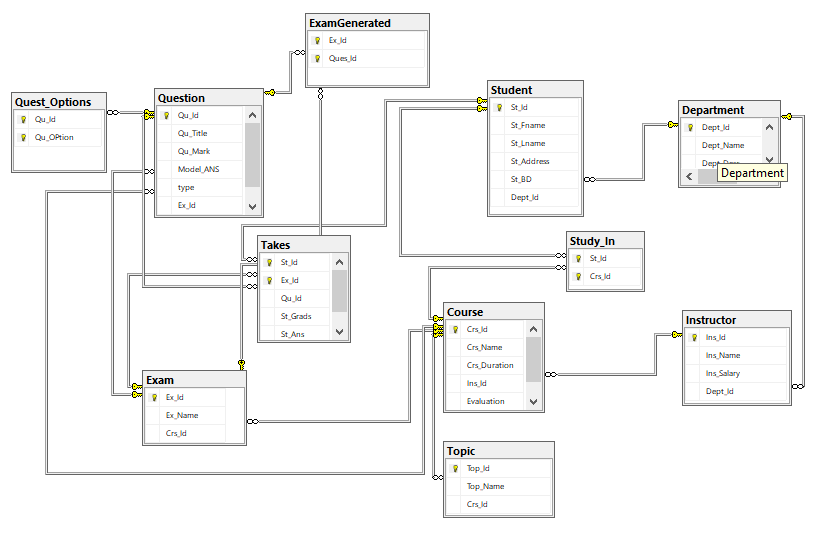 ExamGenerated
Ex_Id
Ques_Id
Quest_Options
Qu_Id
Qu_OPtion
Question
Qu_Id
Qu_Title
Qu_Mark
Model_ANS
type
Ex_Id
Student
St_Id
St_Fname
St_Lname
St_Address
St_BD
Dept_Id
Department
Dept_Id
Dept_Name
Department
Takes
St_Id
Ex_Id
Qu_Id
St_Grads
St_Ans
Study_In
St_Id
Crs_Id
Course
Crs_Id
Crs_Name
Crs_Duration
Ins_Id
Evaluation
Instructor
Ins_Id
Ins_Name
Ins_Salary
Dept_Id
Exam
Ex_Id
Ex_Name
Crs_Id
Topic
Top_Id
Top_Name
Crs_Id